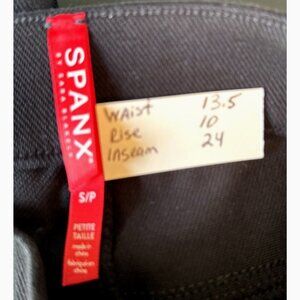 SPANX®
BY SARA BLAKELY
S/P
PETITE
TAILLE
made in
china
fabriqué en
chine
Waist 13.5
Rise 10
Inseam 24